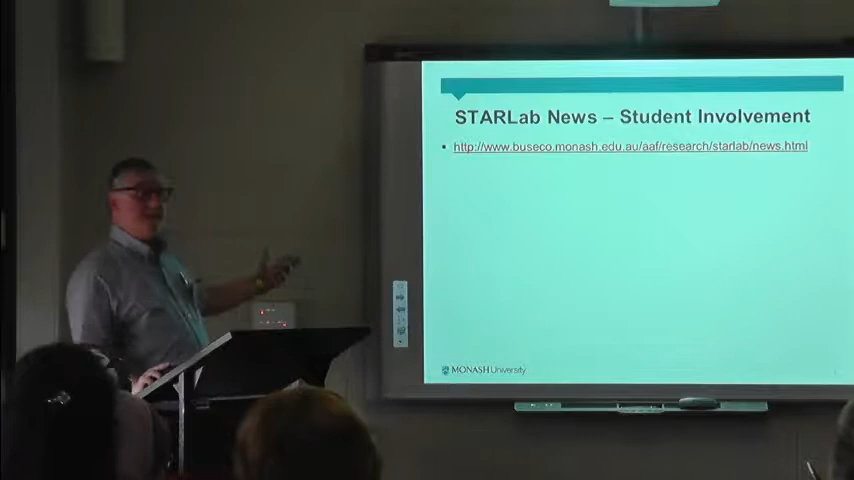 STARLab News – Student Involvement
• http://www.buseco.monash.edu.au/aaf/research/starlab/news.html
MONASH University